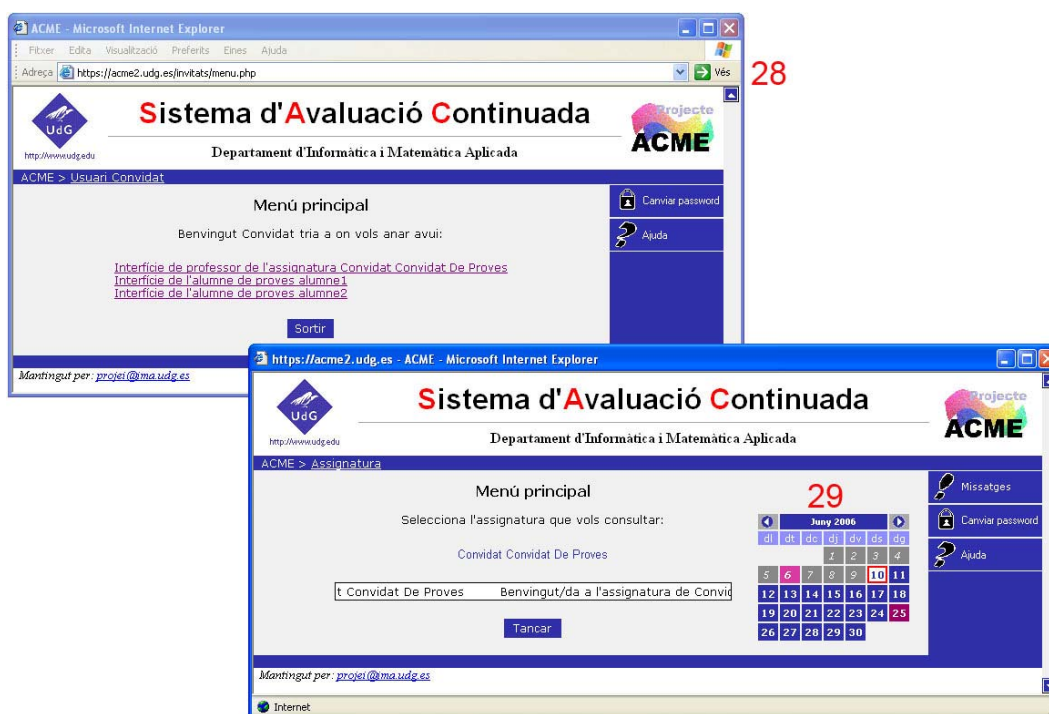 ACME - Microsoft Internet Explorer
Fitxer Edita Visualització Preferits Eines Ajuda
Adreça https://acme2.udg.es/invitats/menu.php Vés
28
UdG
http://www.udg.edu
Sistema d'Avaluació Continuada
Departament d'Informàtica i Matemàtica Aplicada
Projecte
ACME
ACME > Usuari Convidat
Menú principal
Benvingut Convidat tria a on vols anar avui:
Interfície de professor de l'assignatura Convidat Convidat De Proves
Interfície de l'alumne de proves alumne1
Interfície de l'alumne de proves alumne2
Sortir
Canviar password
Ajuda
Mantingut per: projei@ima.udg.es
https://acme2.udg.es - ACME - Microsoft Internet Explorer
UdG
http://www.udg.edu
Sistema d'Avaluació Continuada
Departament d'Informàtica i Matemàtica Aplicada
Projecte
ACME
ACME > Assignatura
Menú principal
Selecciona l'assignatura que vols consultar:
Convidat Convidat De Proves
t Convidat De Proves Benvingut/da a l'assignatura de Convid
Tancar
29
Juny 2006
dl dt dc dj dv ds dg
1 2 3 4
5 6 7 8 9 10 11
12 13 14 15 16 17 18
19 20 21 22 23 24 25
26 27 28 29 30
Missatges
Canviar password
Ajuda
Mantingut per: projei@ima.udg.es
Internet